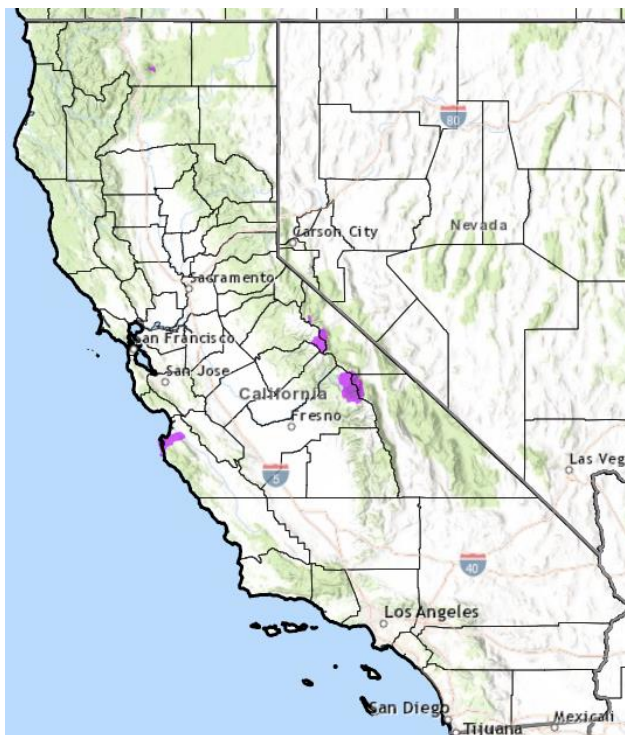 80
Nevada
Carson City
Sacramento
San Francisco
San Jose
California
Fresno
5
Las Veg
40
Los Angeles
San Diego
Tijuana
Mexicali